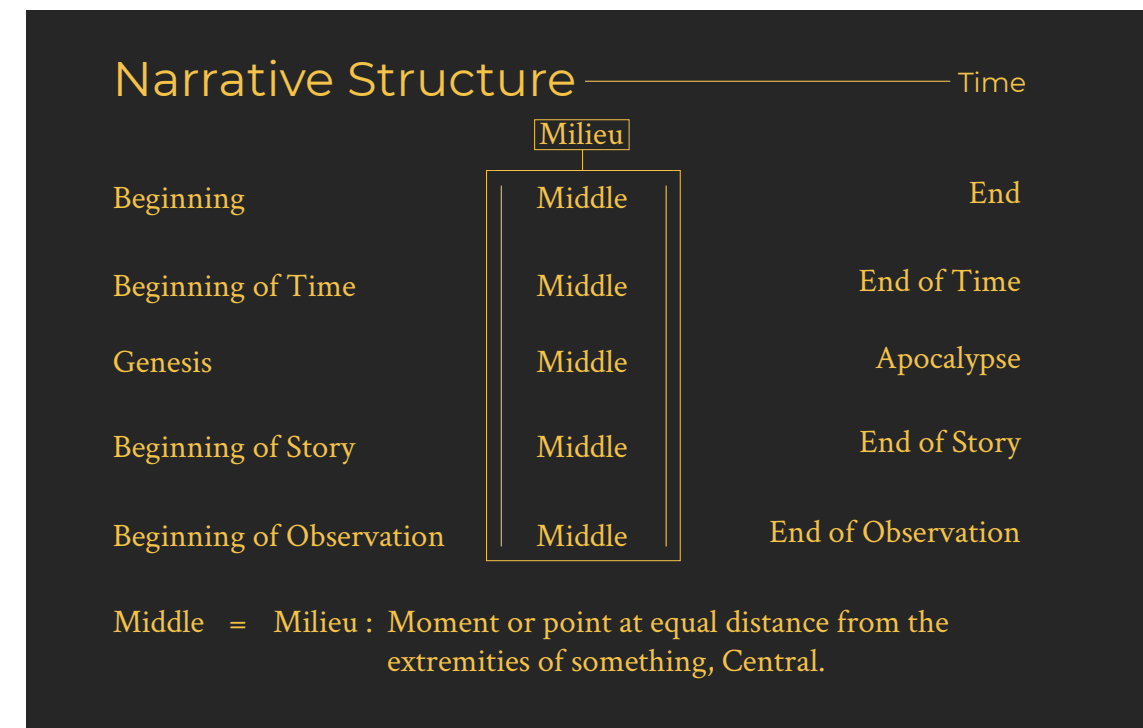 Narrative Structure Time
Milieu
Beginning Middle End
Beginning of Time Middle End of Time
Genesis Middle Apocalypse
Beginning of Story Middle End of Story
Beginning of Observation Middle End of Observation
Middle = Milieu : Moment or point at equal distance from the
extremities of something, Central.